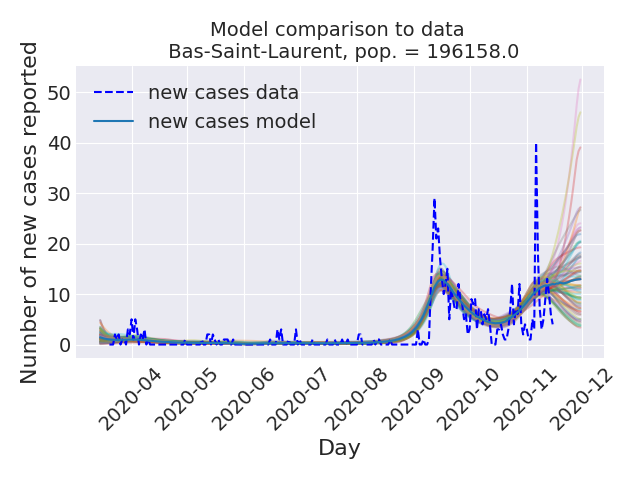 Model comparison to data
Bas-Saint-Laurent, pop. = 196158.0
new cases data
new cases model
Number of new cases reported
50
40
30
20
10
0
2020-04
2020-05
2020-06
2020-07
2020-08
2020-09
2020-10
2020-11
2020-12
Day